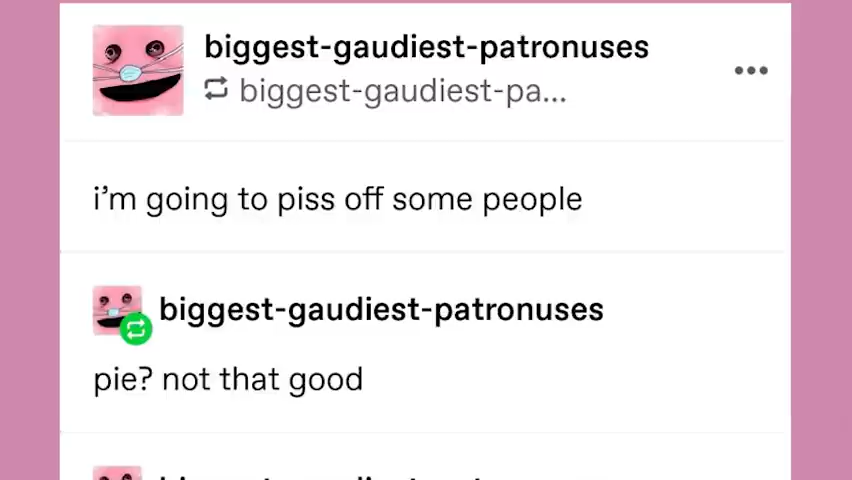 biggest-gaudiest-patronuses
biggest-gaudiest-pa...
i'm going to piss off some people
biggest-gaudiest-patronuses
pie? not that good